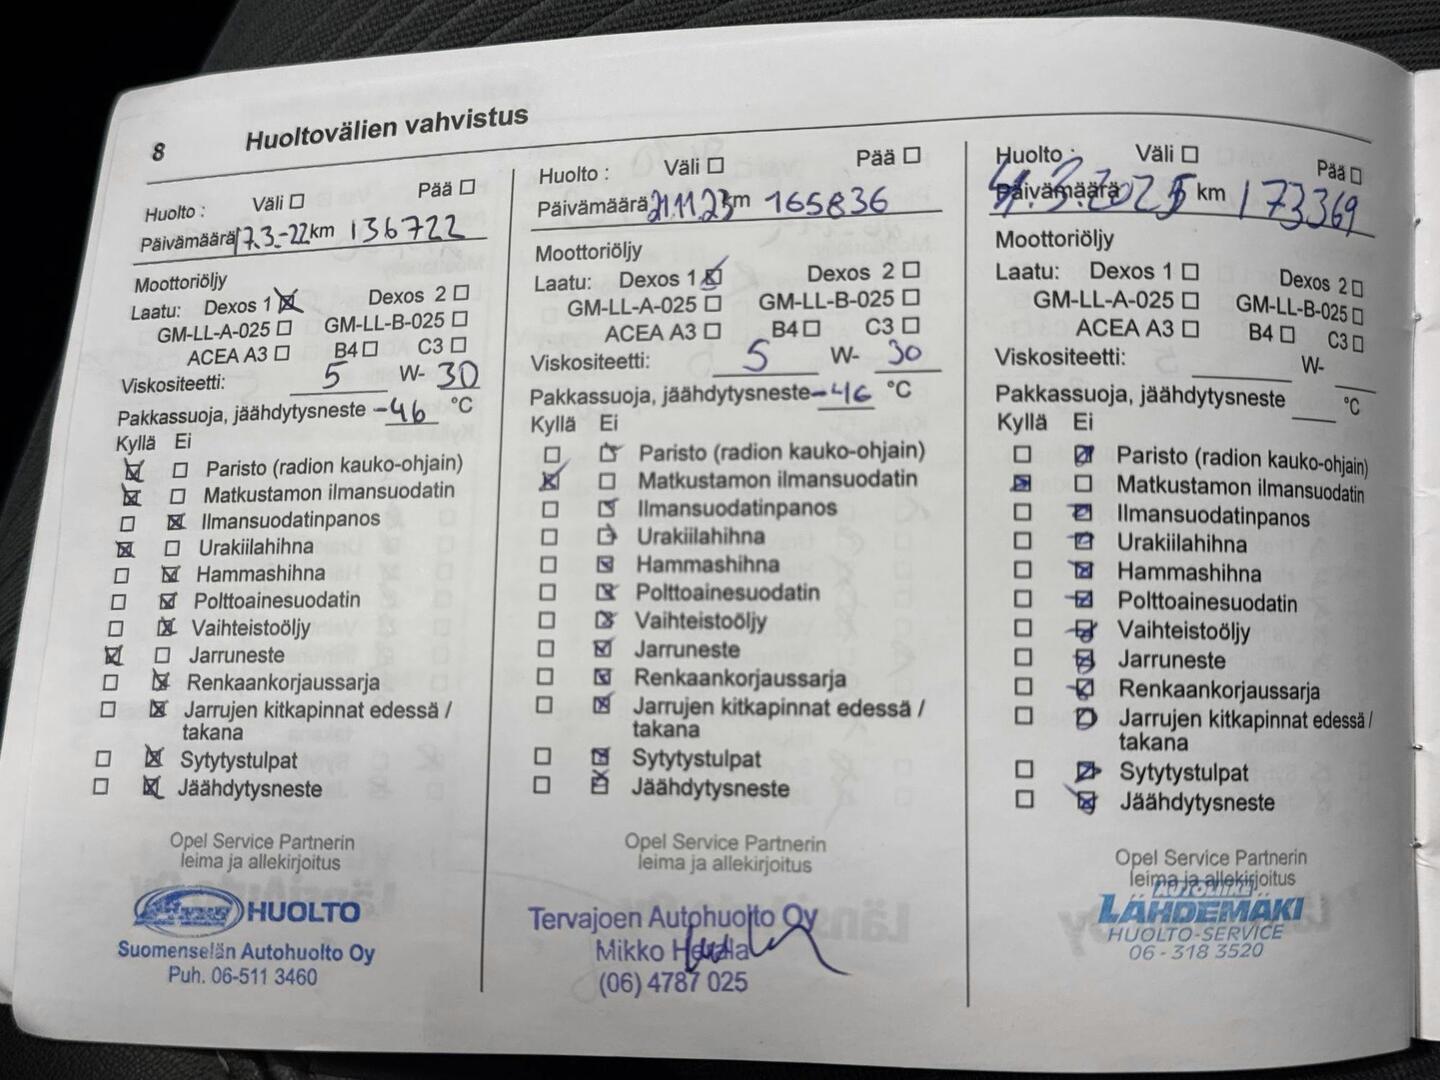 8 Huoltovälien vahvistus
Huolto : Väli ☐ Pää ☐
Päivämäärä 17.3.-22 km 136722
Moottoriöljy
Laatu: Dexos 1 ☒ Dexos 2 ☐
GM-LL-A-025 ☐ GM-LL-B-025 ☐
ACEA A3 ☐ B4 ☐ C3 ☐
Viskositeetti: 5 W- 30
Pakkassuoja, jäähdytysneste -46 °C
Kyllä Ei
☒ ☐ Paristo (radion kauko-ohjain)
☒ ☐ Matkustamon ilmansuodatin
☐ ☒ Ilmansuodatinpanos
☒ ☐ Urakiilahihna
☐ ☒ Hammashihna
☐ ☒ Polttoainesuodatin
☐ ☒ Vaihteistoöljy
☒ ☐ Jarruneste
☐ ☒ Renkaankorjaussarja
☐ ☒ Jarrujen kitkapinnat edessä /
takana
☐ ☒ Sytytystulpat
☐ ☒ Jäähdytysneste
Opel Service Partnerin
leima ja allekirjoitus
HUOLTO
Suomenselän Autohuolto Oy
Puh. 06-511 3460
Huolto : Väli ☐ Pää ☐
Päivämäärä 21.11.23 km 165836
Moottoriöljy
Laatu: Dexos 1 ☒ Dexos 2 ☐
GM-LL-A-025 ☐ GM-LL-B-025 ☐
ACEA A3 ☐ B4 ☐ C3 ☐
Viskositeetti: 5 W- 30
Pakkassuoja, jäähdytysneste -46 °C
Kyllä Ei
☐ ☒ Paristo (radion kauko-ohjain)
☒ ☐ Matkustamon ilmansuodatin
☐ ☒ Ilmansuodatinpanos
☐ ☒ Urakiilahihna
☐ ☒ Hammashihna
☐ ☒ Polttoainesuodatin
☐ ☒ Vaihteistoöljy
☐ ☒ Jarruneste
☐ ☒ Renkaankorjaussarja
☐ ☒ Jarrujen kitkapinnat edessä /
takana
☐ ☒ Sytytystulpat
☐ ☒ Jäähdytysneste
Opel Service Partnerin
leima ja allekirjoitus
Tervajoen Autohuolto Oy
Mikko
(06) 4787 025
Huolto : Väli ☐ Pää ☐
Päivämäärä 3.2025 km 173369
Moottoriöljy
Laatu: Dexos 1 ☐ Dexos 2 ☐
GM-LL-A-025 ☐ GM-LL-B-025 ☐
ACEA A3 ☐ B4 ☐ C3 ☐
Viskositeetti: W-
Pakkassuoja, jäähdytysneste °C
Kyllä Ei
☐ ☒ Paristo (radion kauko-ohjain)
☒ ☐ Matkustamon ilmansuodatin
☐ ☒ Ilmansuodatinpanos
☐ ☒ Urakiilahihna
☐ ☒ Hammashihna
☐ ☒ Polttoainesuodatin
☐ ☒ Vaihteistoöljy
☐ ☒ Jarruneste
☐ ☒ Renkaankorjaussarja
☐ ☒ Jarrujen kitkapinnat edessä /
takana
☐ ☒ Sytytystulpat
☐ ☒ Jäähdytysneste
Opel Service Partnerin
leima ja allekirjoitus
LÄHDEMÄKI
HUOLTO-SERVICE
06 - 318 3520